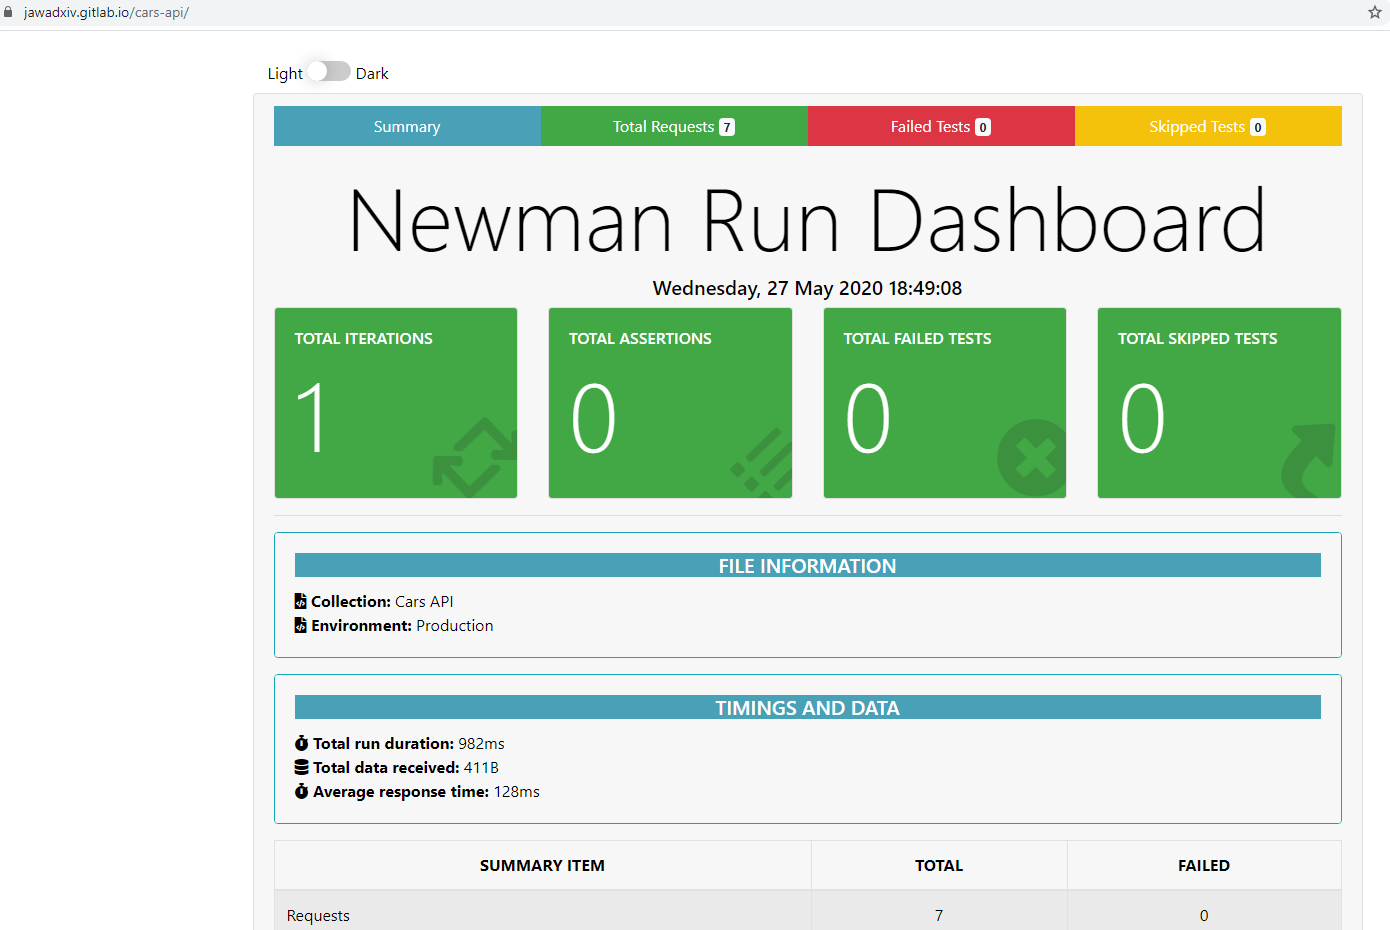 jawadxiv.gitlab.io/cars-api/
Light Dark
Summary Total Requests 7 Failed Tests 0 Skipped Tests 0
Newman Run Dashboard
Wednesday, 27 May 2020 18:49:08
TOTAL ITERATIONS TOTAL ASSERTIONS TOTAL FAILED TESTS TOTAL SKIPPED TESTS
1 0 0 0
FILE INFORMATION
Collection: Cars API
Environment: Production
TIMINGS AND DATA
Total run duration: 982ms
Total data received: 411B
Average response time: 128ms
SUMMARY ITEM TOTAL FAILED
Requests 7 0